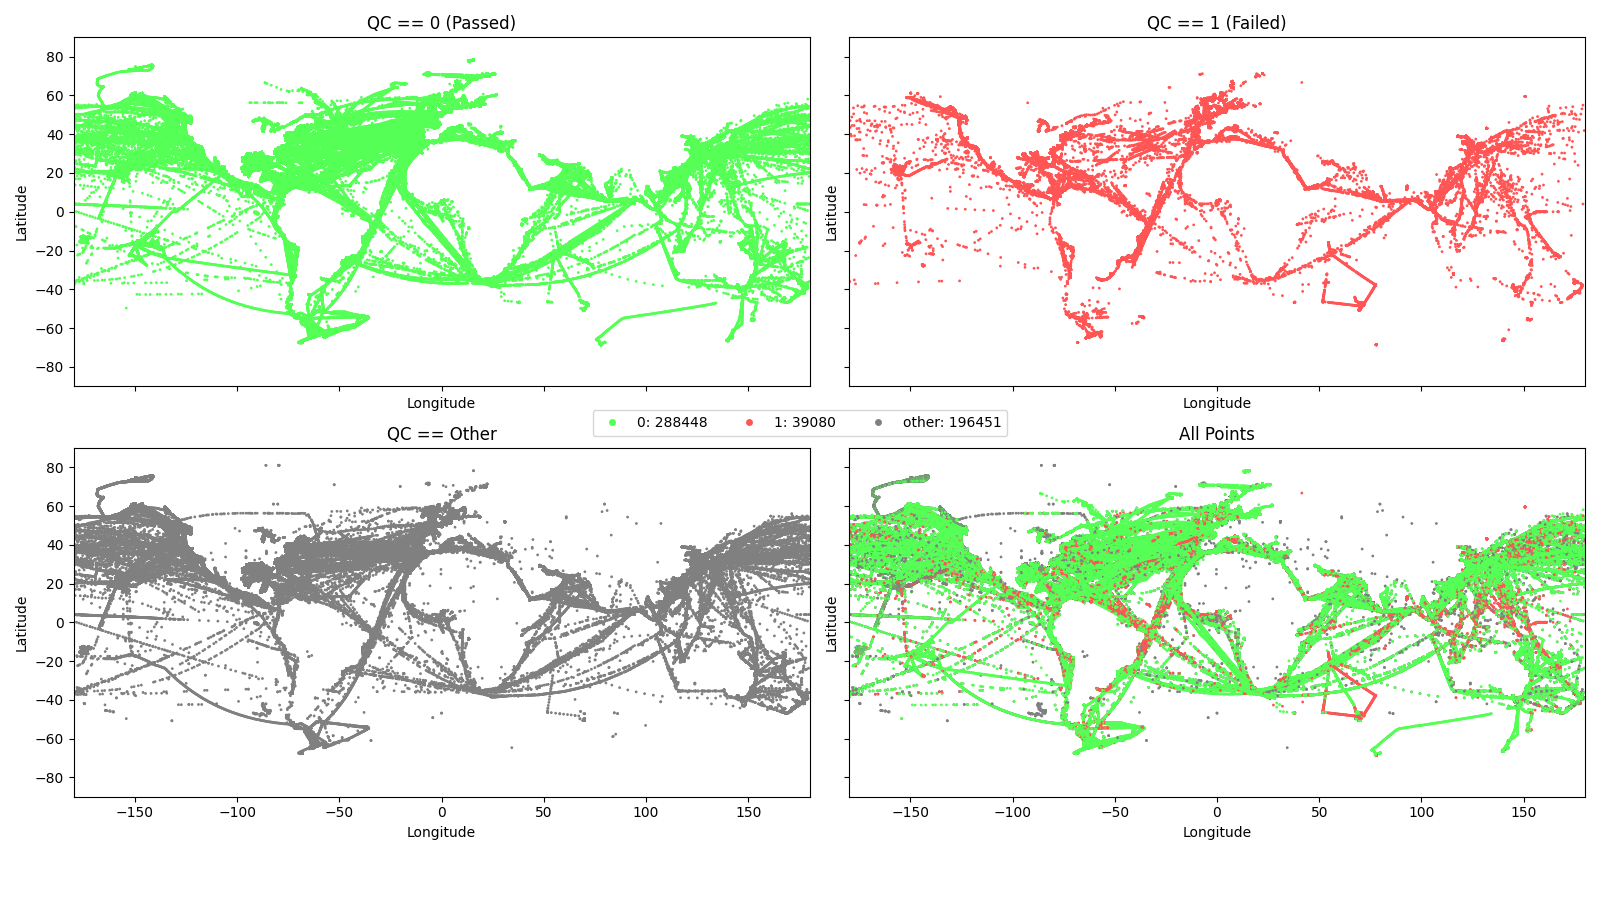 QC == 0 (Passed)
QC == 1 (Failed)
80
60
40
20
0
−20
−40
−60
−80
Latitude
Latitude
Longitude
Longitude
0: 288448
1: 39080
other: 196451
QC == Other
All Points
80
60
40
20
0
−20
−40
−60
−80
Latitude
Latitude
−150
−100
−50
0
50
100
150
−150
−100
−50
0
50
100
150
Longitude
Longitude